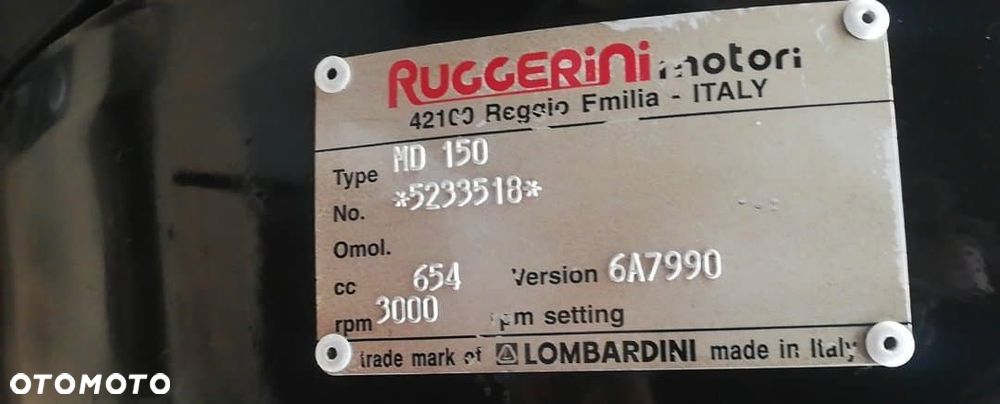 RUGGERINI motori
42100 Reggio Emilia - ITALY
Type MD 150
No. *5233518*
Omol.
cc 654 Version 6A7990
rpm 3000 rpm setting
trade mark of LOMBARDINI made in Italy
OTOMOTO